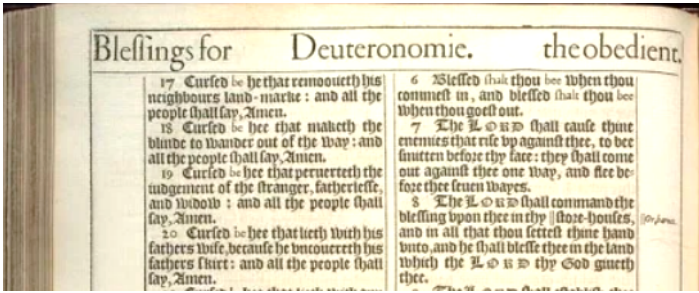 Bleſſings for Deuteronomie. the obedient.
17 Curſed be he that remooueth his
neighbours land-marke : and all the
people ſhall ſay, Amen.
18 Curſed be hee that maketh the
blinde to wander out of the way : and
all the people ſhall ſay, Amen.
19 Curſed be hee that peruerteth the
iudgement of the ſtranger, fatherleſſe,
and widow : and all the people ſhall
ſay, Amen.
20 Curſed be hee that lieth with his
fathers wife, becauſe he vncouereth his
fathers ſkirt : and all the people ſhall
ſay, Amen.
6 Bleſſed ſhalt thou bee when thou
commeſt in, and bleſſed ſhalt thou bee
when thou goeſt out.
7 The LORD ſhall cauſe thine
enemies that riſe vp againſt thee, to bee
ſmitten before thy face : they ſhall come
out againſt thee one way, and flee be-
fore thee ſeuen wayes.
8 The LORD ſhall command the
bleſſing vpon thee in thy ||ſtore-houſes,
and in all that thou ſetteſt thine hand
vnto, and he ſhall bleſſe thee in the land
which the LORD thy God giueth
thee.
||Or,